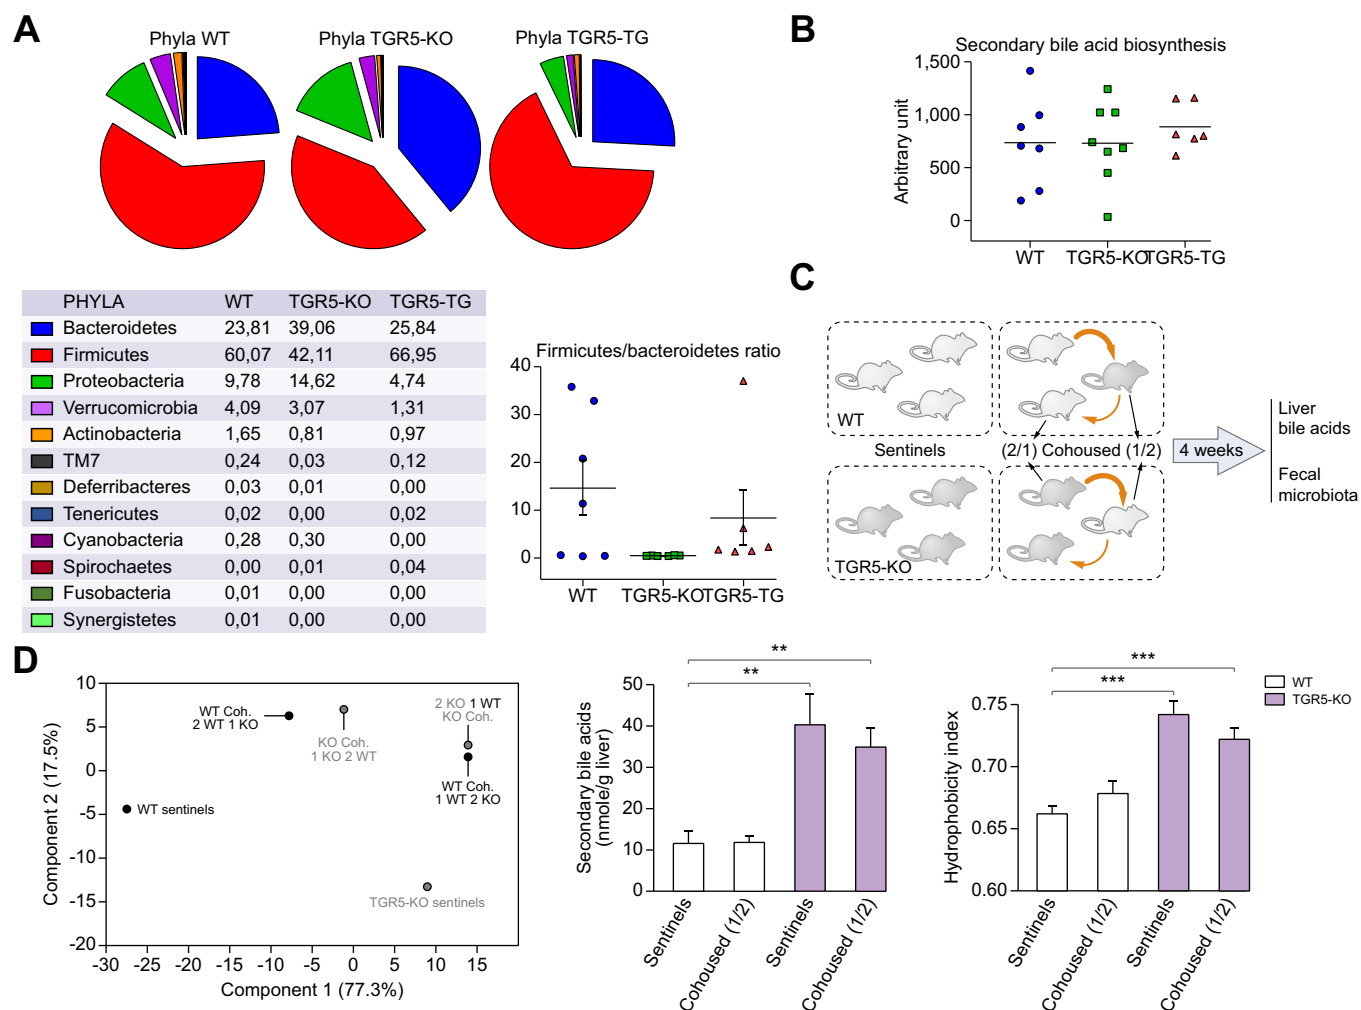 A
Phyla WT
Phyla TGR5-KO
Phyla TGR5-TG
PHYLA WT TGR5-KO TGR5-TG
Bacteroidetes 23,81 39,06 25,84
Firmicutes 60,07 42,11 66,95
Proteobacteria 9,78 14,62 4,74
Verrucomicrobia 4,09 3,07 1,31
Actinobacteria 1,65 0,81 0,97
TM7 0,24 0,03 0,12
Deferribacteres 0,03 0,01 0,00
Tenericutes 0,02 0,00 0,02
Cyanobacteria 0,28 0,30 0,00
Spirochaetes 0,00 0,01 0,04
Fusobacteria 0,01 0,00 0,00
Synergistetes 0,01 0,00 0,00
Firmicutes/bacteroidetes ratio
40
30
20
10
0
WT TGR5-KO TGR5-TG
B
Secondary bile acid biosynthesis
Arbitrary unit
1,500
1,000
500
0
WT TGR5-KO TGR5-TG
C
WT
Sentinels
(2/1) Cohoused (1/2)
TGR5-KO
4 weeks
Liver
bile acids
Fecal
microbiota
D
Component 2 (17.5%)
10
5
0
-5
-10
-15
-20
-30 -25 -20 -15 -10 -5 0 5 10 15
Component 1 (77.3%)
WT Coh.
2 WT 1 KO
KO Coh.
1 KO 2 WT
2 KO 1 WT
KO Coh.
WT Coh.
1 WT 2 KO
WT sentinels
TGR5-KO sentinels
Secondary bile acids
(nmole/g liver)
50
40
30
20
10
0
**
**
Sentinels
Cohoused (1/2)
Sentinels
Cohoused (1/2)
Hydrophobicity index
0.75
0.70
0.65
0.60
***
***
Sentinels
Cohoused (1/2)
Sentinels
Cohoused (1/2)
WT
TGR5-KO